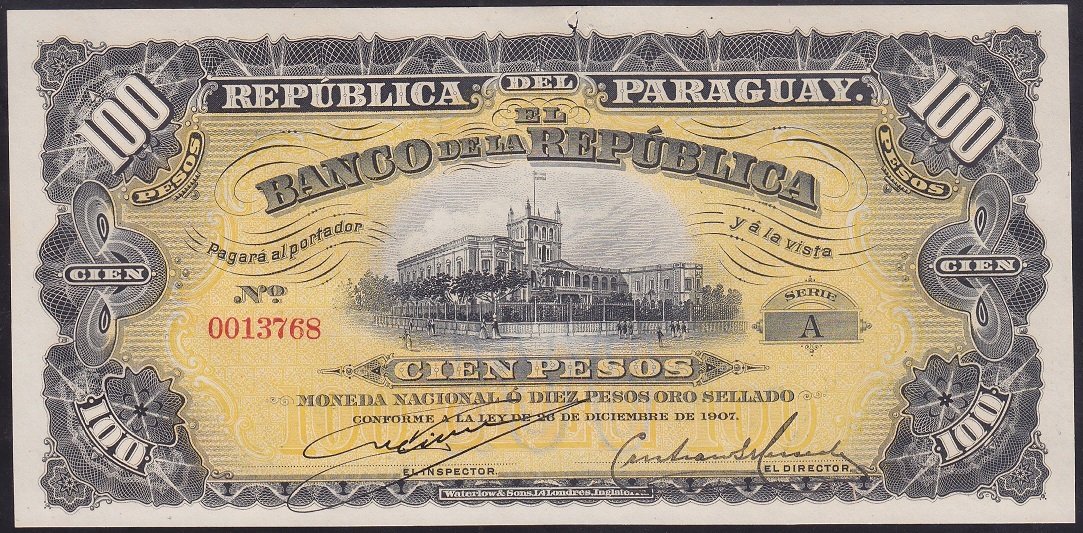 100 REPÚBLICA DEL PARAGUAY. 100
PESOS EL PESOS
BANCO DE LA REPÚBLICA
Pagará al portador y á la vista
CIEN CIEN
Nº SERIE
0013768 A
CIEN PESOS
MONEDA NACIONAL Ó DIEZ PESOS ORO SELLADO
CONFORME A LA LEY DE 26 DE DICIEMBRE DE 1907.
100 100
EL INSPECTOR. EL DIRECTOR.
Waterlow & Sons, Ld Londres, Inglate...